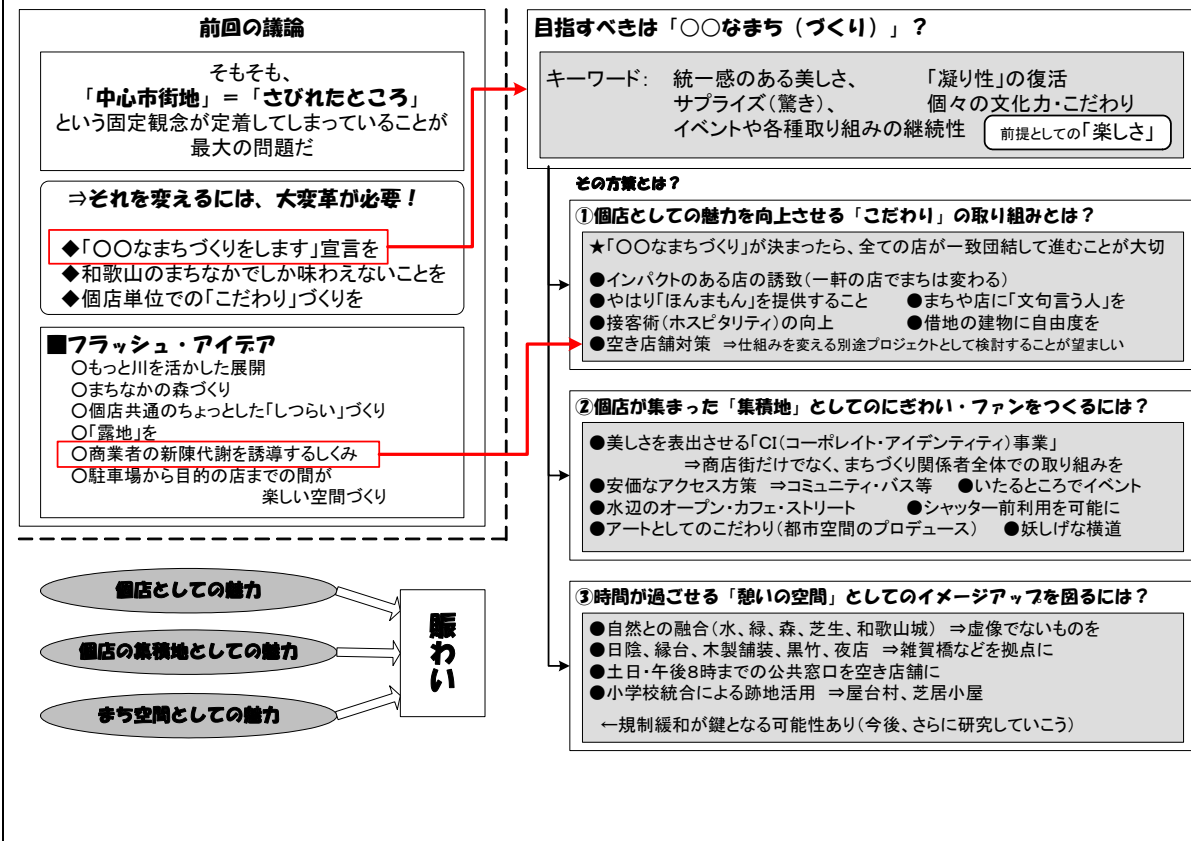 前回の議論
そもそも、
「中心市街地」＝「さびれたところ」
という固定観念が定着してしまっていることが
最大の問題だ
⇒それを変えるには、大変革が必要！
◆「〇〇なまちづくりをします」宣言を
◆和歌山のまちなかでしか味わえないことを
◆個店単位での「こだわり」づくりを
■フラッシュ・アイデア
〇もっと川を活かした展開
〇まちなかの森づくり
〇個店共通のちょっとした「しつらい」づくり
〇「露地」を
〇商業者の新陳代謝を誘導するしくみ
〇駐車場から目的の店までの間が
楽しい空間づくり
個店としての魅力
個店の集積地としての魅力
まち空間としての魅力
賑わい
目指すべきは「〇〇なまち（づくり）」？
キーワード：　統一感のある美しさ、　「凝り性」の復活
サプライズ（驚き）、　個々の文化力・こだわり
イベントや各種取り組みの継続性　前提としての「楽しさ」
その方策とは？
①個店としての魅力を向上させる「こだわり」の取り組みとは？
★「〇〇なまちづくり」が決まったら、全ての店が一致団結して進むことが大切
●インパクトのある店の誘致（一軒の店でまちは変わる）
●やはり「ほんまもん」を提供すること　●まちや店に「文句言う人」を
●接客術（ホスピタリティ）の向上　●借地の建物に自由度を
●空き店舗対策　⇒仕組みを変える別途プロジェクトとして検討することが望ましい
②個店が集まった「集積地」としてのにぎわい・ファンをつくるには？
●美しさを表出させる「CI（コーポレイト・アイデンティティ）事業」
⇒商店街だけでなく、まちづくり関係者全体での取り組みを
●安価なアクセス方策　⇒コミュニティ・バス等　●いたるところでイベント
●水辺のオープン・カフェ・ストリート　●シャッター前利用を可能に
●アートとしてのこだわり（都市空間のプロデュース）　●妖しげな横道
③時間が過ごせる「憩いの空間」としてのイメージアップを図るには？
●自然との融合（水、緑、森、芝生、和歌山城）　⇒虚像でないものを
●日陰、縁台、木製舗装、黒竹、夜店　⇒雑賀橋などを拠点に
●土日・午後８時までの公共窓口を空き店舗に
●小学校統合による跡地活用　⇒屋台村、芝居小屋
←規制緩和が鍵となる可能性あり（今後、さらに研究していこう）